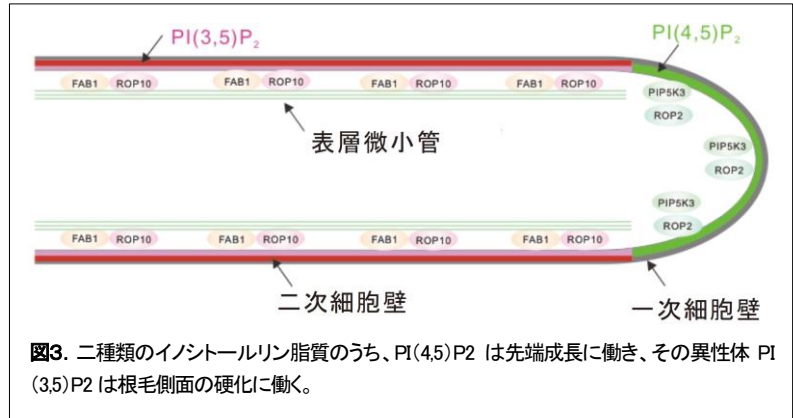 PI(3,5)P2
PI(4,5)P2
FAB1 ROP10 FAB1 ROP10 FAB1 ROP10 FAB1 ROP10
PIP5K3
ROP2
表層微小管
PIP5K3
ROP2
PIP5K3
ROP2
FAB1 ROP10 FAB1 ROP10 FAB1 ROP10 FAB1 ROP10
二次細胞壁
一次細胞壁
図3. 二種類のイノシトールリン脂質のうち、PI(4,5)P2 は先端成長に働き、その異性体 PI
(3,5)P2 は根毛側面の硬化に働く。